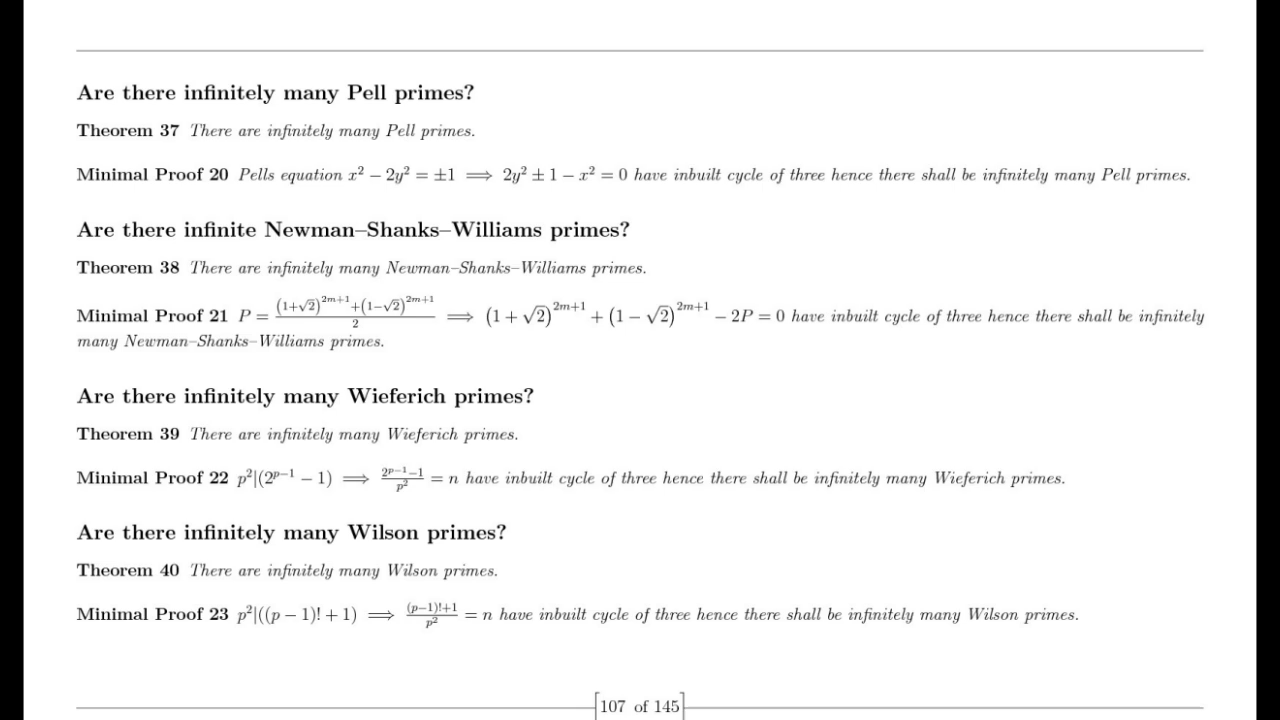 Are there infinitely many Pell primes?
Theorem 37 There are infinitely many Pell primes.
Minimal Proof 20 Pells equation x² − 2y² = ±1 ⟹ 2y² ± 1 − x² = 0 have inbuilt cycle of three hence there shall be infinitely many Pell primes.
Are there infinite Newman–Shanks–Williams primes?
Theorem 38 There are infinitely many Newman–Shanks–Williams primes.
Minimal Proof 21 P = ((1+√2)^{2m+1}+(1−√2)^{2m+1})/2 ⟹ (1 + √2)^{2m+1} + (1 − √2)^{2m+1} − 2P = 0 have inbuilt cycle of three hence there shall be infinitely
many Newman–Shanks–Williams primes.
Are there infinitely many Wieferich primes?
Theorem 39 There are infinitely many Wieferich primes.
Minimal Proof 22 p²|(2^{p−1} − 1) ⟹ (2^{p−1}−1)/p² = n have inbuilt cycle of three hence there shall be infinitely many Wieferich primes.
Are there infinitely many Wilson primes?
Theorem 40 There are infinitely many Wilson primes.
Minimal Proof 23 p²|((p − 1)! + 1) ⟹ ((p−1)!+1)/p² = n have inbuilt cycle of three hence there shall be infinitely many Wilson primes.
[107 of 145]